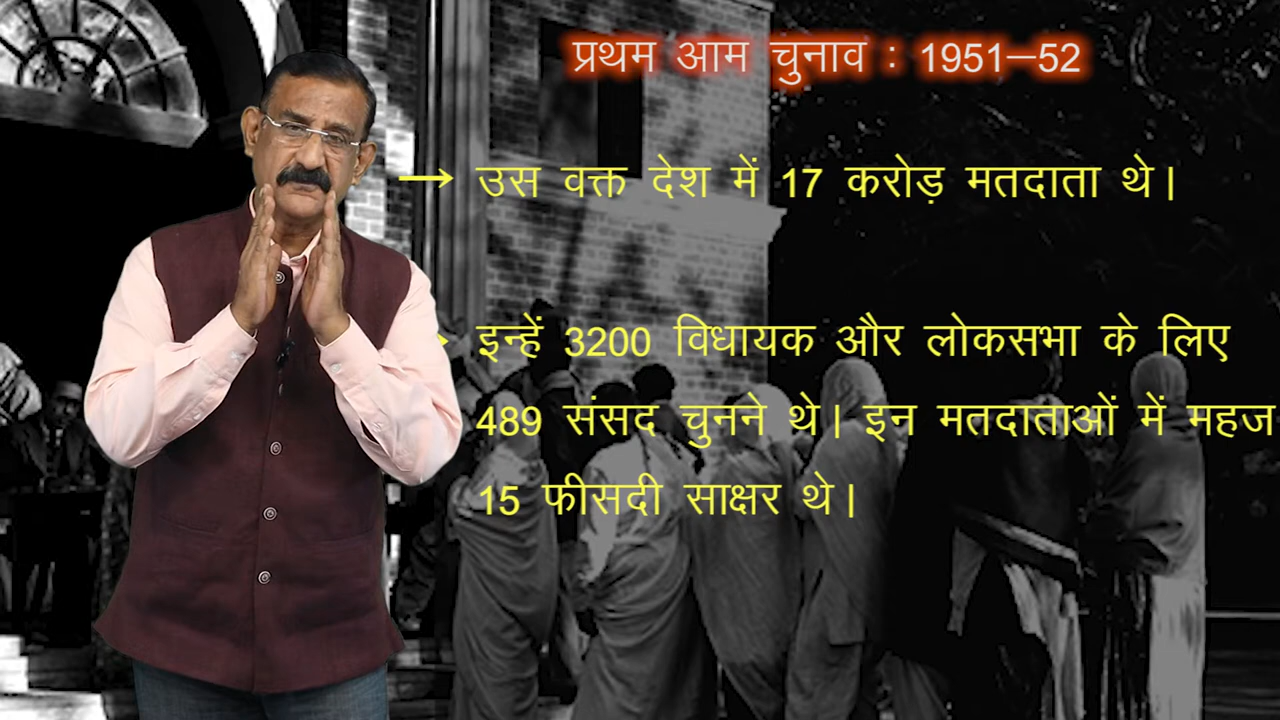 प्रथम आम चुनाव : 1951–52
→ उस वक्त देश में 17 करोड़ मतदाता थे।
इन्हें 3200 विधायक और लोकसभा के लिए
489 संसद चुनने थे। इन मतदाताओं में महज
15 फीसदी साक्षर थे।